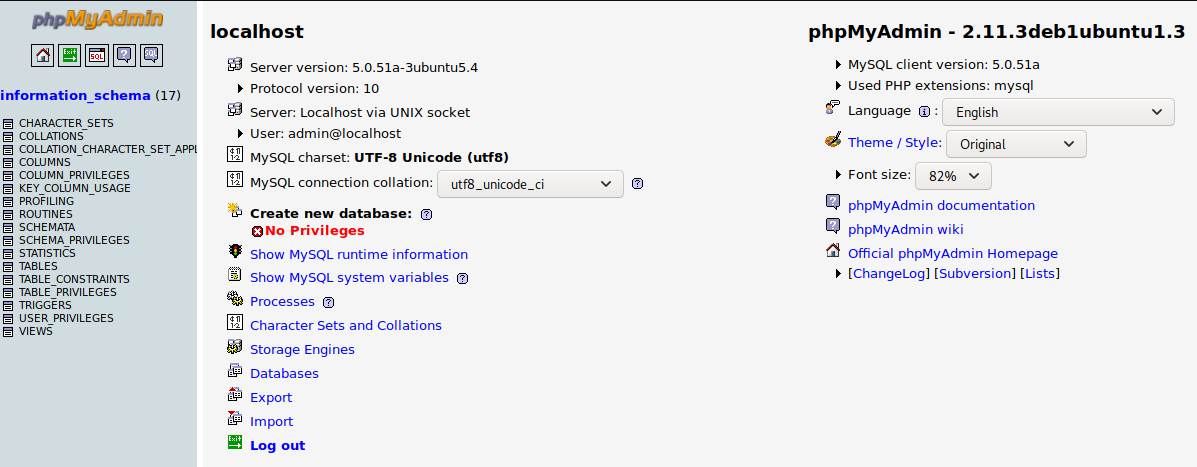 phpMyAdmin
Exit
SQL
?
SQL
information_schema (17)
CHARACTER_SETS
COLLATIONS
COLLATION_CHARACTER_SET_APPL
COLUMNS
COLUMN_PRIVILEGES
KEY_COLUMN_USAGE
PROFILING
ROUTINES
SCHEMATA
SCHEMA_PRIVILEGES
STATISTICS
TABLES
TABLE_CONSTRAINTS
TABLE_PRIVILEGES
TRIGGERS
USER_PRIVILEGES
VIEWS
localhost
Server version: 5.0.51a-3ubuntu5.4
Protocol version: 10
Server: Localhost via UNIX socket
User: admin@localhost
MySQL charset: UTF-8 Unicode (utf8)
MySQL connection collation: utf8_unicode_ci ?
Create new database: ?
No Privileges
Show MySQL runtime information
Show MySQL system variables ?
Processes ?
Character Sets and Collations
Storage Engines
Databases
Export
Import
Log out
phpMyAdmin - 2.11.3deb1ubuntu1.3
MySQL client version: 5.0.51a
Used PHP extensions: mysql
Language i : English
Theme / Style: Original
Font size: 82%
phpMyAdmin documentation
phpMyAdmin wiki
Official phpMyAdmin Homepage
[ChangeLog] [Subversion] [Lists]